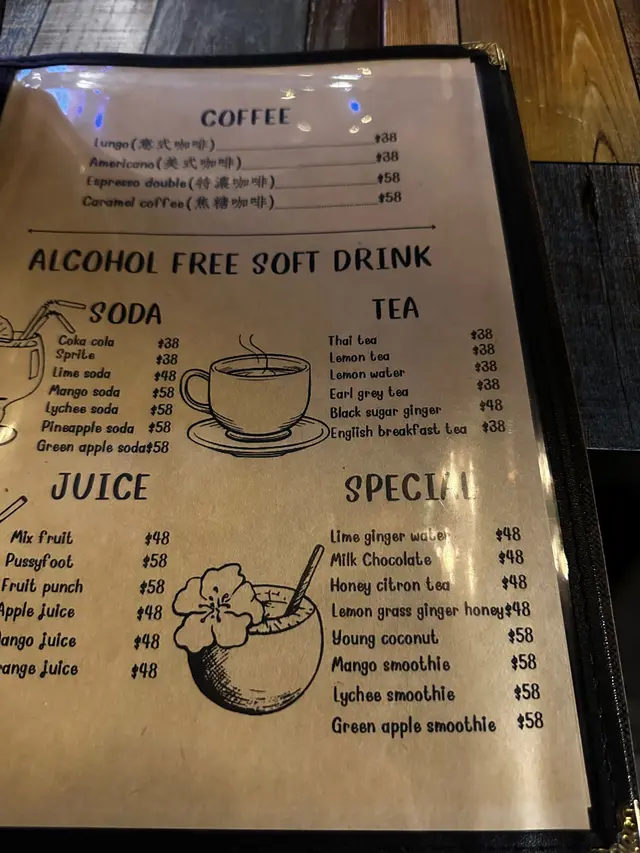 COFFEE
Lungo(意式咖啡) $38
Americano(美式咖啡) $38
Espresso double(特濃咖啡) $58
Caramel coffee(焦糖咖啡) $58
ALCOHOL FREE SOFT DRINK
SODA
Coka cola $38
Sprite $38
Lime soda $48
Mango soda $58
Lychee soda $58
Pineapple soda $58
Green apple soda $58
TEA
Thai tea $38
Lemon tea $38
Lemon water $38
Earl grey tea $38
Black sugar ginger $48
English breakfast tea $38
JUICE
Mix fruit $48
Pussyfoot $58
Fruit punch $58
Apple juice $48
ango juice $48
range juice $48
SPECIAL
Lime ginger water $48
Milk Chocolate $48
Honey citron tea $48
Lemon grass ginger honey $48
Young coconut $58
Mango smoothie $58
Lychee smoothie $58
Green apple smoothie $58